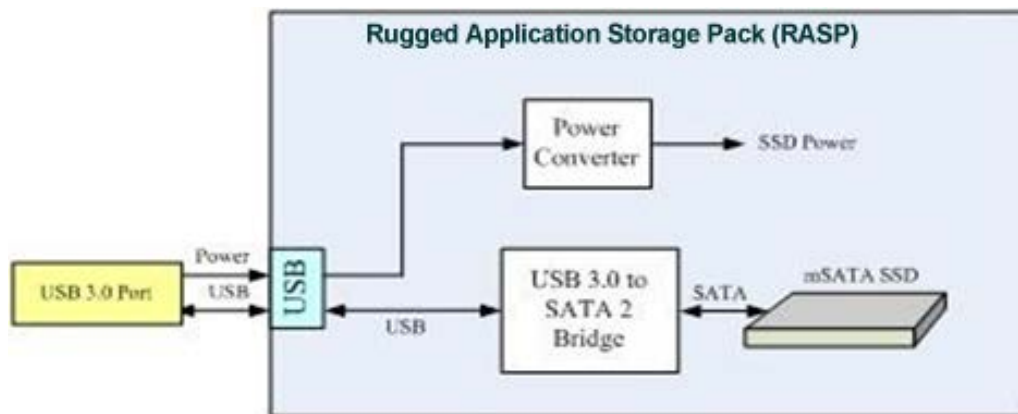 Rugged Application Storage Pack (RASP)
Power
Converter
SSD Power
Power
USB 3.0 Port
USB
USB
USB
USB 3.0 to
SATA 2
Bridge
SATA
mSATA SSD